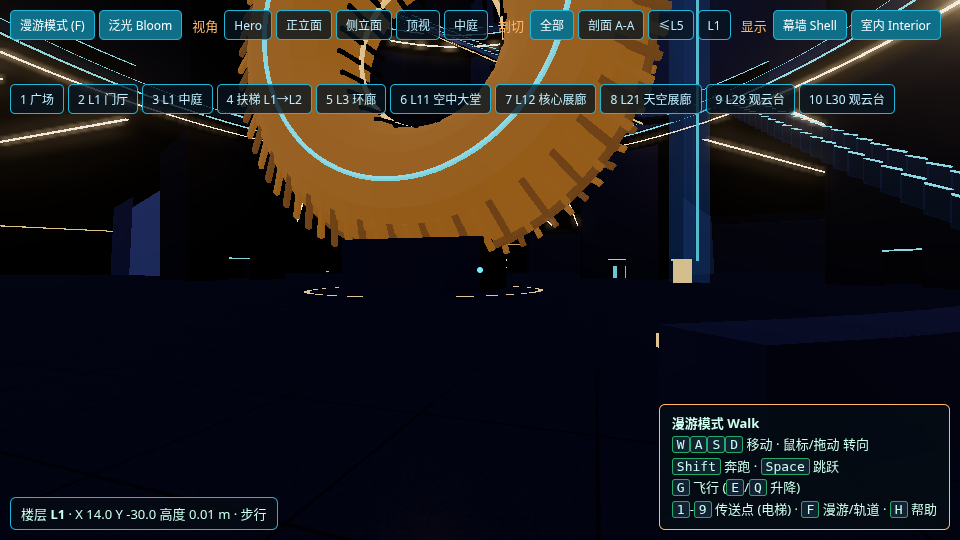 漫游模式 (F) 泛光 Bloom 视角 Hero 正立面 侧立面 顶视 中庭 剖切 全部 剖面 A-A ≤L5 L1 显示 幕墙 Shell 室内 Interior
1 广场 2 L1 门厅 3 L1 中庭 4 扶梯 L1→L2 5 L3 环廊 6 L11 空中大堂 7 L12 核心展廊 8 L21 天空展廊 9 L28 观云台 10 L30 观云台
漫游模式 Walk
W A S D 移动 · 鼠标/拖动 转向
Shift 奔跑 · Space 跳跃
G 飞行 (E/Q 升降)
1-9 传送点 (电梯) · F 漫游/轨道 · H 帮助
楼层 L1 · X 14.0 Y -30.0 高度 0.01 m · 步行